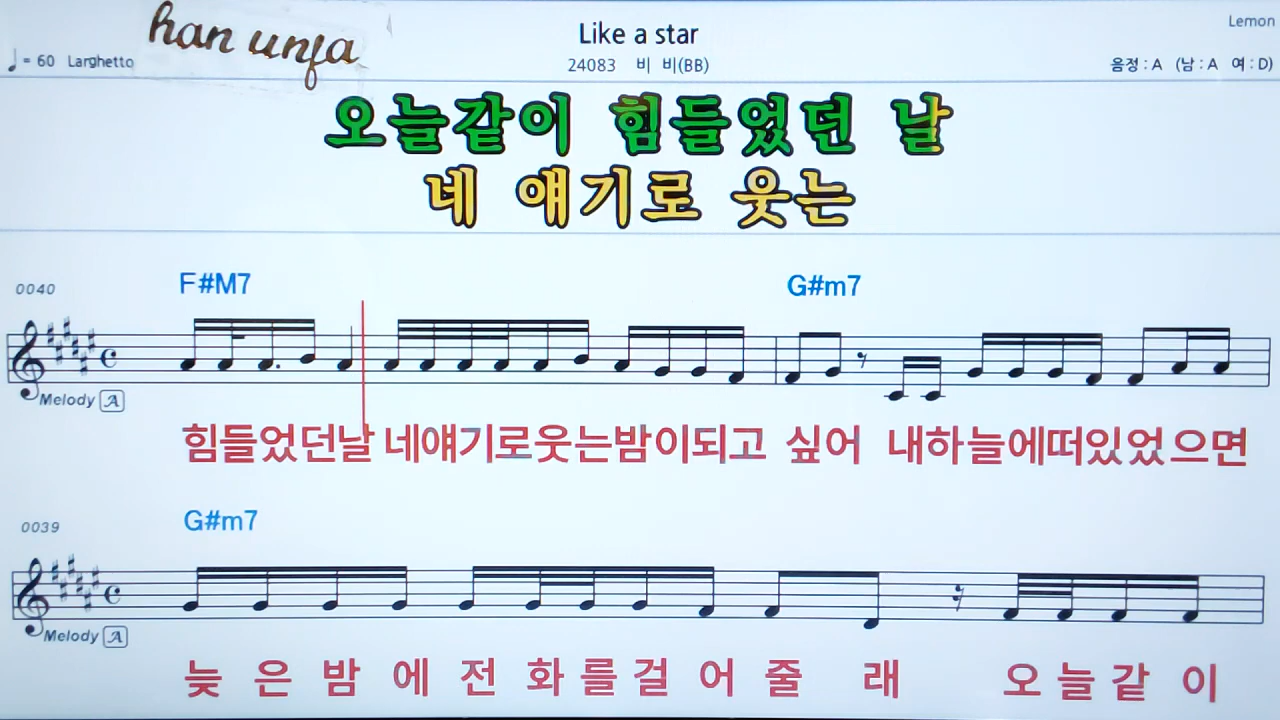 han unfa
Like a star
Lemon
♩= 60 Larghetto
24083 비 비(BB)
음정 : A (남 : A 여 : D)
오늘같이 힘들었던 날
네 얘기로 웃는
0040
F#M7
G#m7
Melody A
힘들었던날 네얘기로웃는밤이되고 싶어 내하늘에떠있었으면
0039
G#m7
Melody A
늦은밤에전화를걸어줄래 오늘같이